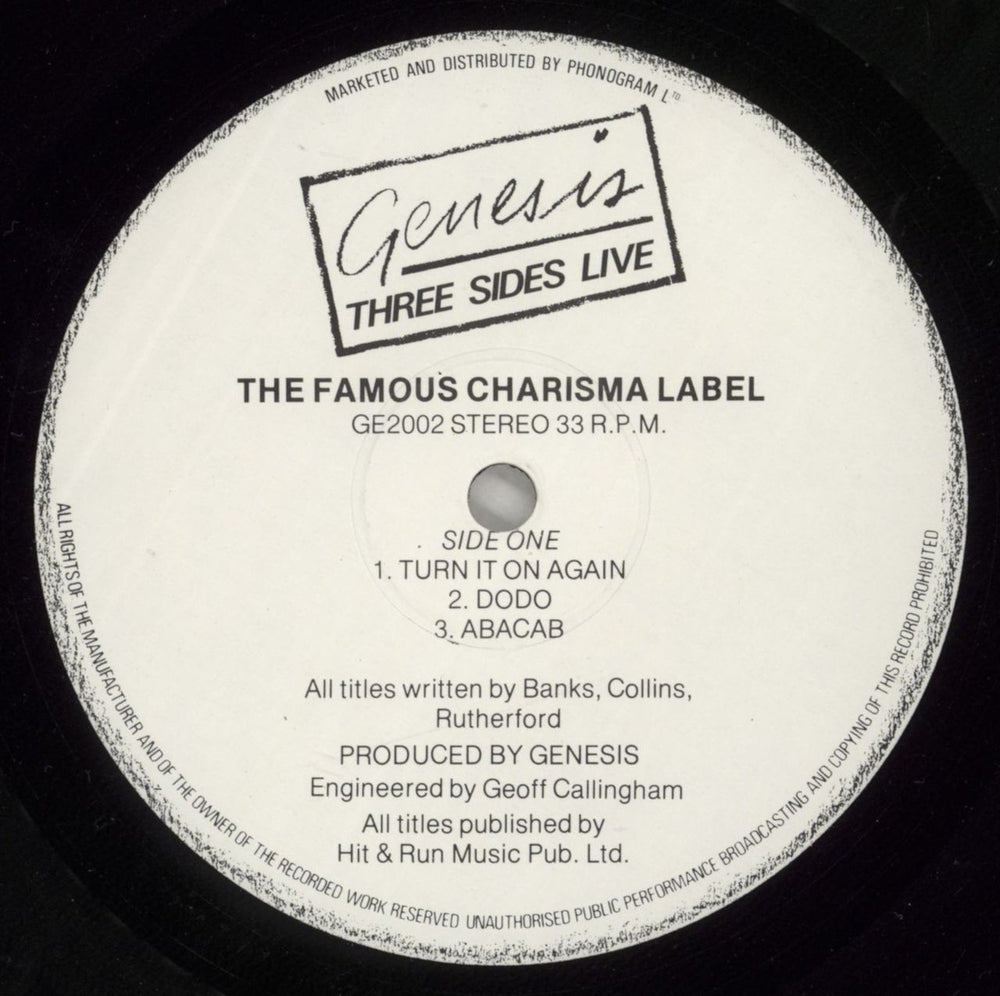 MARKETED AND DISTRIBUTED BY PHONOGRAM LTD
Genesis
THREE SIDES LIVE
THE FAMOUS CHARISMA LABEL
GE2002 STEREO 33 R.P.M.
SIDE ONE
1. TURN IT ON AGAIN
2. DODO
3. ABACAB
All titles written by Banks, Collins,
Rutherford
PRODUCED BY GENESIS
Engineered by Geoff Callingham
All titles published by
Hit & Run Music Pub. Ltd.
ALL RIGHTS OF THE MANUFACTURER AND OF THE OWNER OF THE RECORDED WORK RESERVED UNAUTHORISED PUBLIC PERFORMANCE BROADCASTING AND COPYING OF THIS RECORD PROHIBITED